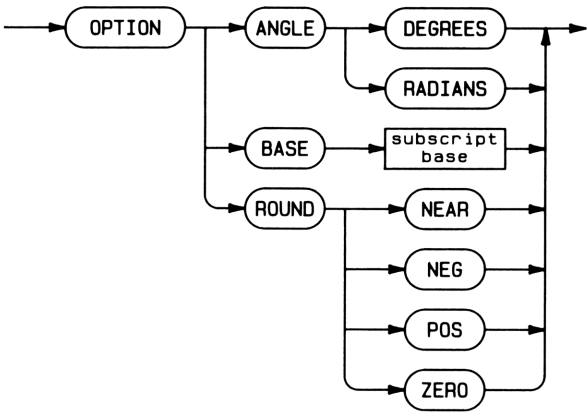 OPTION
ANGLE
DEGREES
RADIANS
BASE
subscript
base
ROUND
NEAR
NEG
POS
ZERO